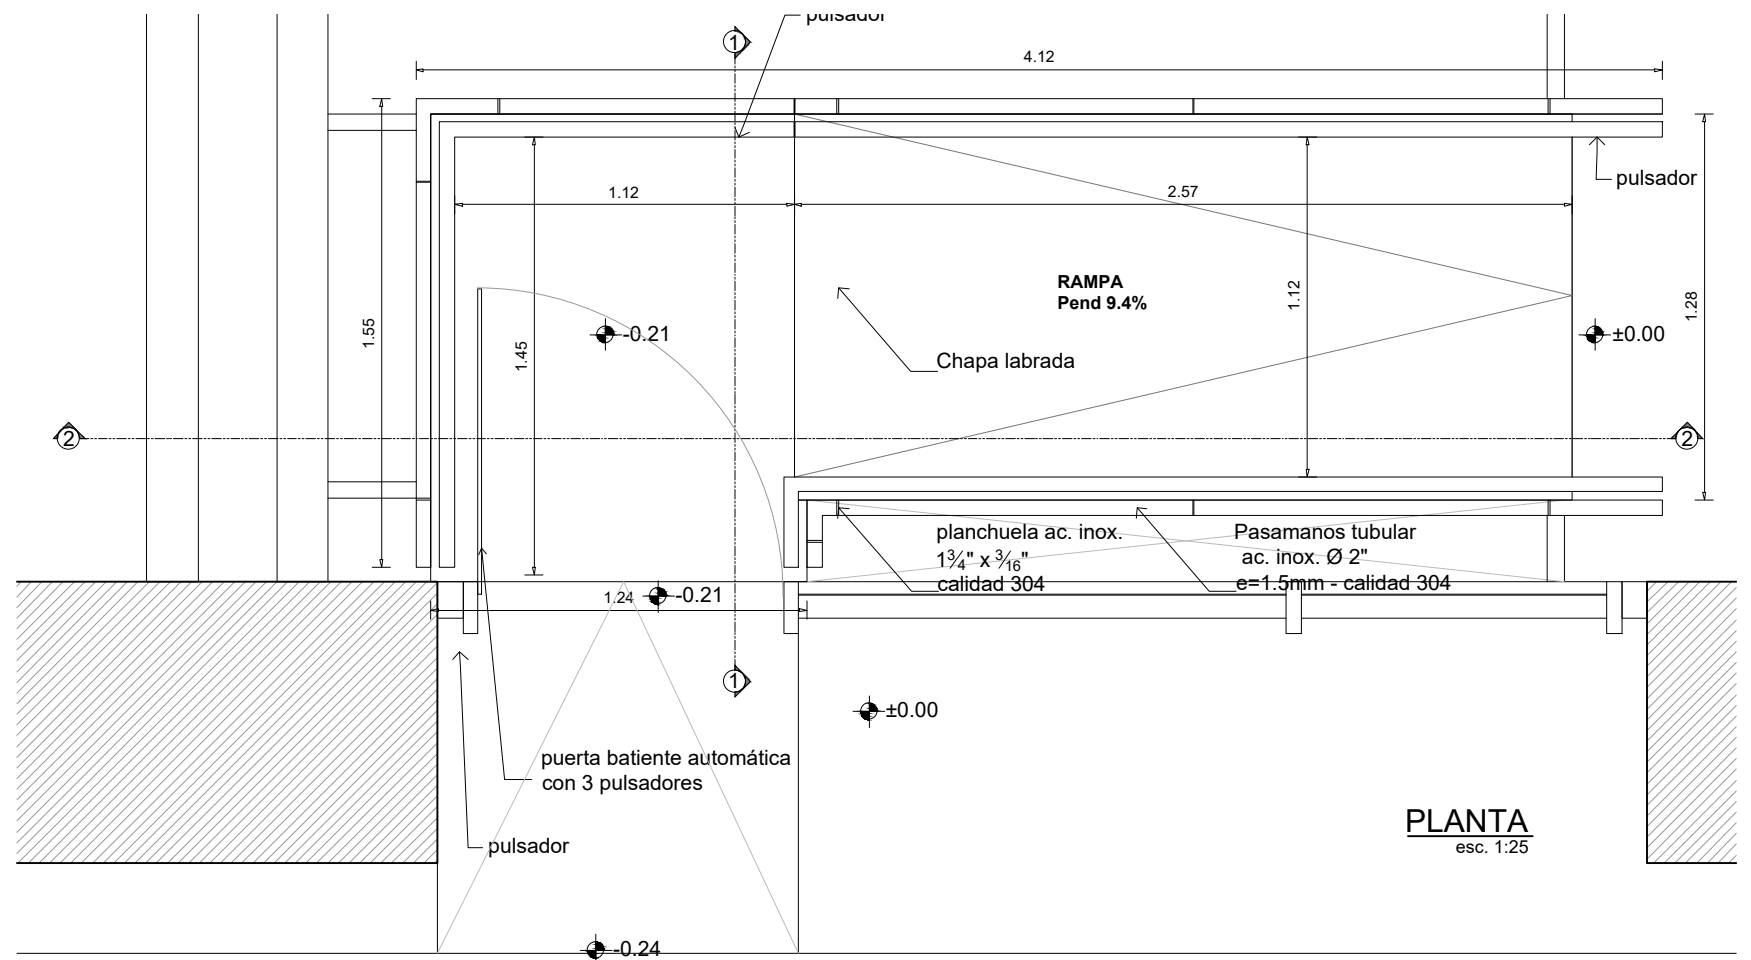 pulsador
1
4.12
pulsador
1.12
2.57
RAMPA
Pend 9.4%
1.12
1.28
1.55
1.45
-0.21
±0.00
Chapa labrada
2
2
planchuela ac. inox.
1¾" x 3⁄16"
calidad 304
Pasamanos tubular
ac. inox. Ø 2"
e=1.5mm - calidad 304
1.24
-0.21
1
±0.00
puerta batiente automática
con 3 pulsadores
pulsador
PLANTA
esc. 1:25
-0.24